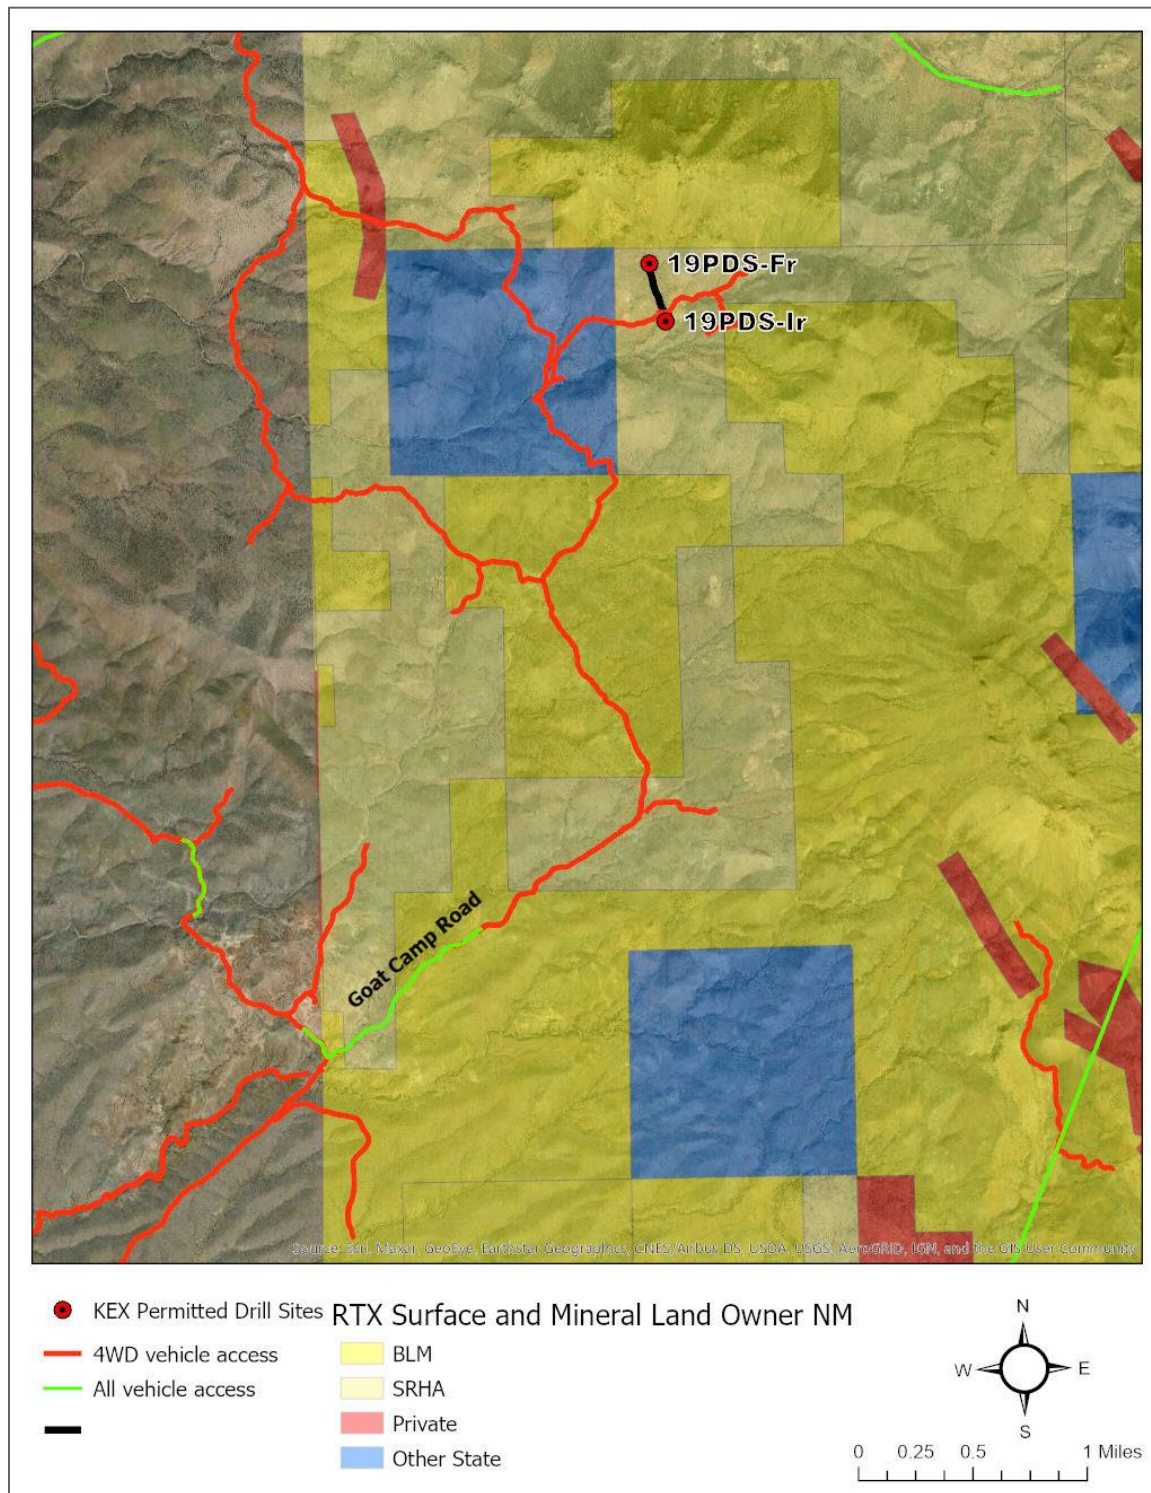 19PDS-Fr
19PDS-Ir
Goat Camp Road
Source: Esri, Maxar, GeoEye, Earthstar Geographics, CNES/Airbus DS, USDA, USGS, AeroGRID, IGN, and the GIS User Community
KEX Permitted Drill Sites
4WD vehicle access
All vehicle access
RTX Surface and Mineral Land Owner NM
BLM
SRHA
Private
Other State
N
W E
S
0 0.25 0.5 1 Miles